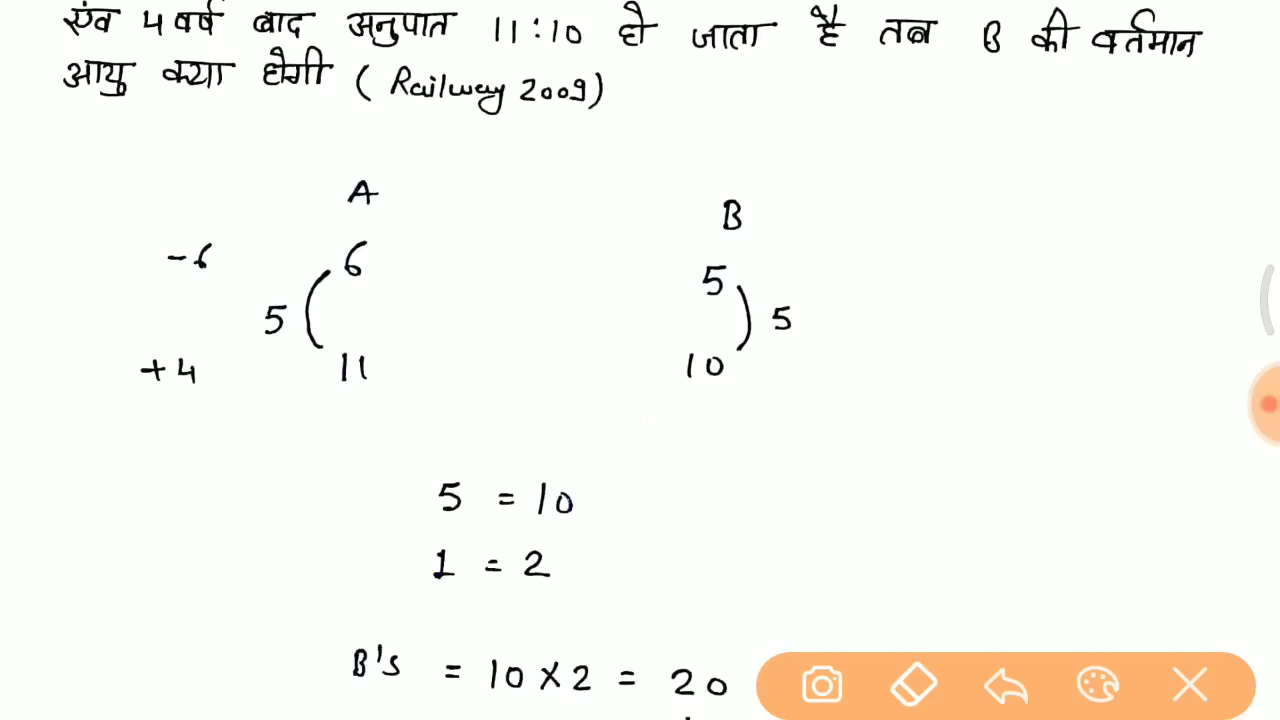 एंव 4 वर्ष बाद अनुपात 11:10 हो जाता है तब B की वर्तमान
आयु क्या होगी ( Railway 2009)
A
B
-6 6
5
5 5
+4 11
10
5 = 10
1 = 2
B's = 10 × 2 = 20